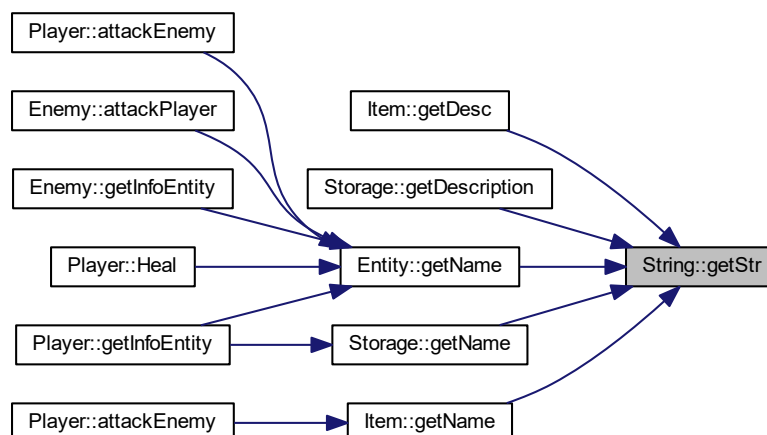 Player::attackEnemy
Enemy::attackPlayer
Enemy::getInfoEntity
Player::Heal
Player::getInfoEntity
Player::attackEnemy
Item::getDesc
Storage::getDescription
Entity::getName
Storage::getName
Item::getName
String::getStr